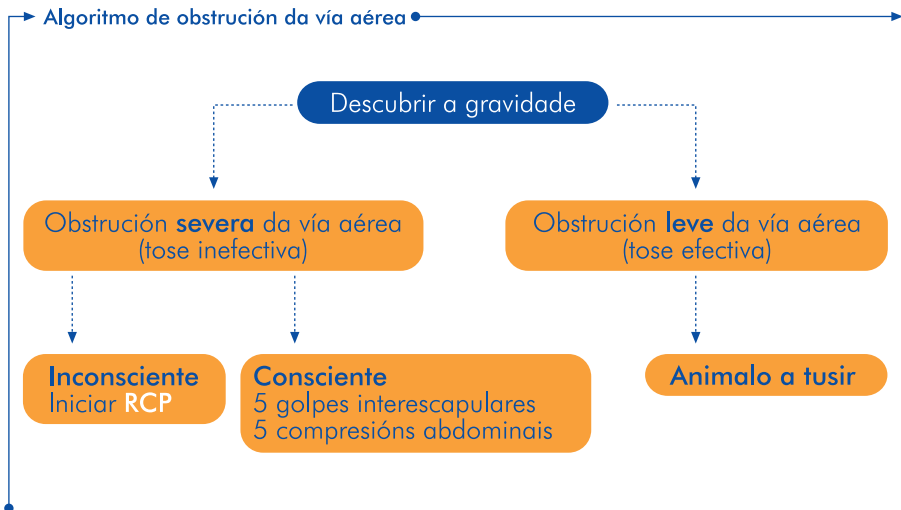 Algoritmo de obstrución da vía aérea
Descubrir a gravidade
Obstrución severa da vía aérea
(tose inefectiva)
Obstrución leve da vía aérea
(tose efectiva)
Inconsciente
Iniciar RCP
Consciente
5 golpes interescapulares
5 compresións abdominais
Animalo a tusir